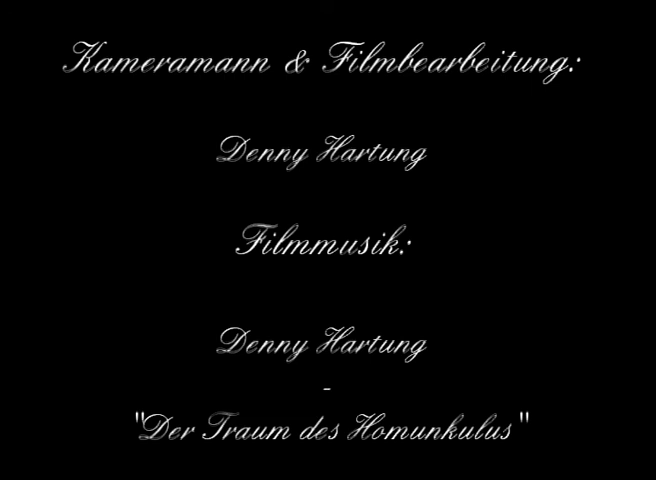 Kameramann & Filmbearbeitung:
Denny Hartung
Filmmusik:
Denny Hartung
-
"Der Traum des Homunkulus"